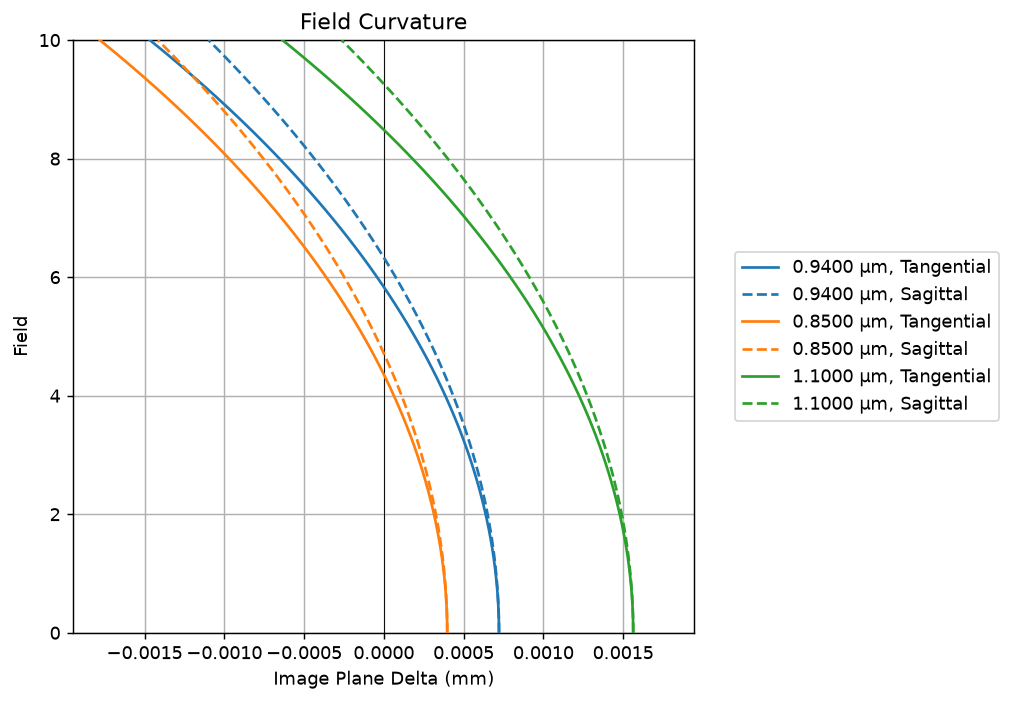 Field Curvature
10
8
6
4
2
0
Field
−0.0015 −0.0010 −0.0005 0.0000 0.0005 0.0010 0.0015
Image Plane Delta (mm)
0.9400 µm, Tangential
0.9400 µm, Sagittal
0.8500 µm, Tangential
0.8500 µm, Sagittal
1.1000 µm, Tangential
1.1000 µm, Sagittal